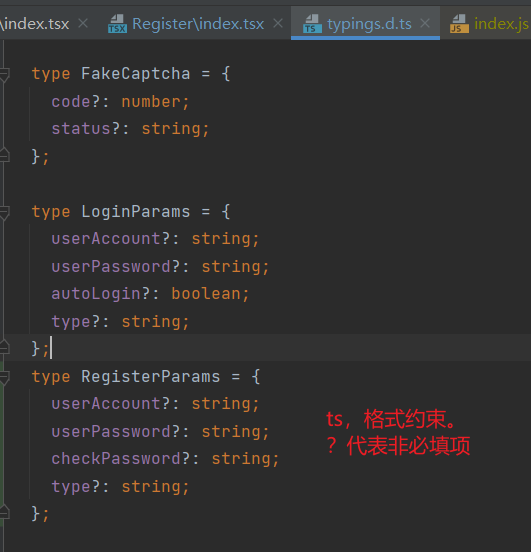 \index.tsx
Register\index.tsx
typings.d.ts
index.js
type FakeCaptcha = {
code?: number;
status?: string;
};
type LoginParams = {
userAccount?: string;
userPassword?: string;
autoLogin?: boolean;
type?: string;
};
type RegisterParams = {
userAccount?: string;
userPassword?: string;
checkPassword?: string;
type?: string;
};
ts，格式约束。
？代表非必填项